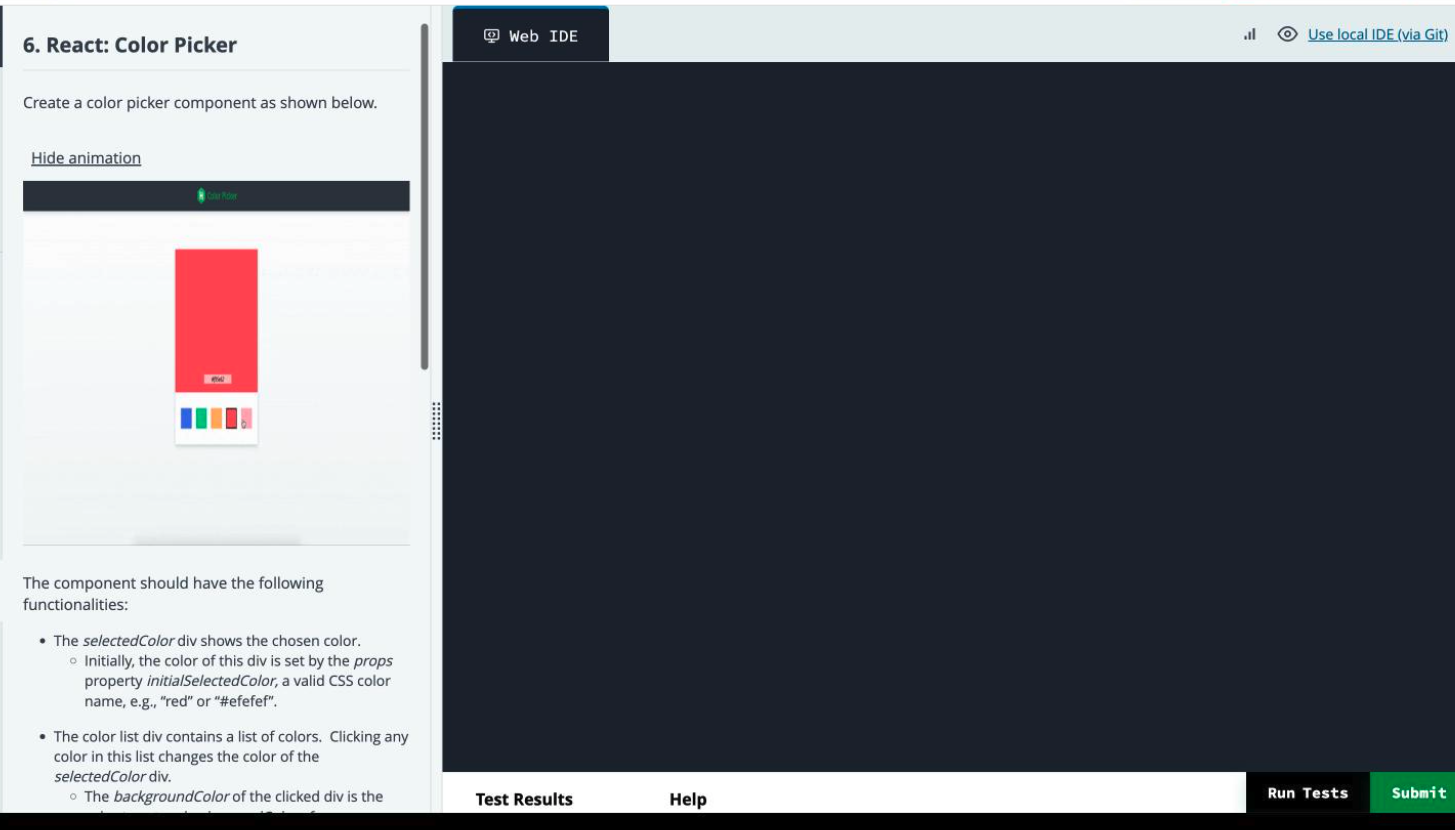 6. React: Color Picker
Web IDE
Use local IDE (via Git)
Create a color picker component as shown below.
Hide animation
Color Picker
The component should have the following
functionalities:
• The selectedColor div shows the chosen color.
○ Initially, the color of this div is set by the props
property initialSelectedColor, a valid CSS color
name, e.g., “red” or “#efefef”.
• The color list div contains a list of colors.  Clicking any
color in this list changes the color of the
selectedColor div.
○ The backgroundColor of the clicked div is the
Test Results
Help
Run Tests
Submit